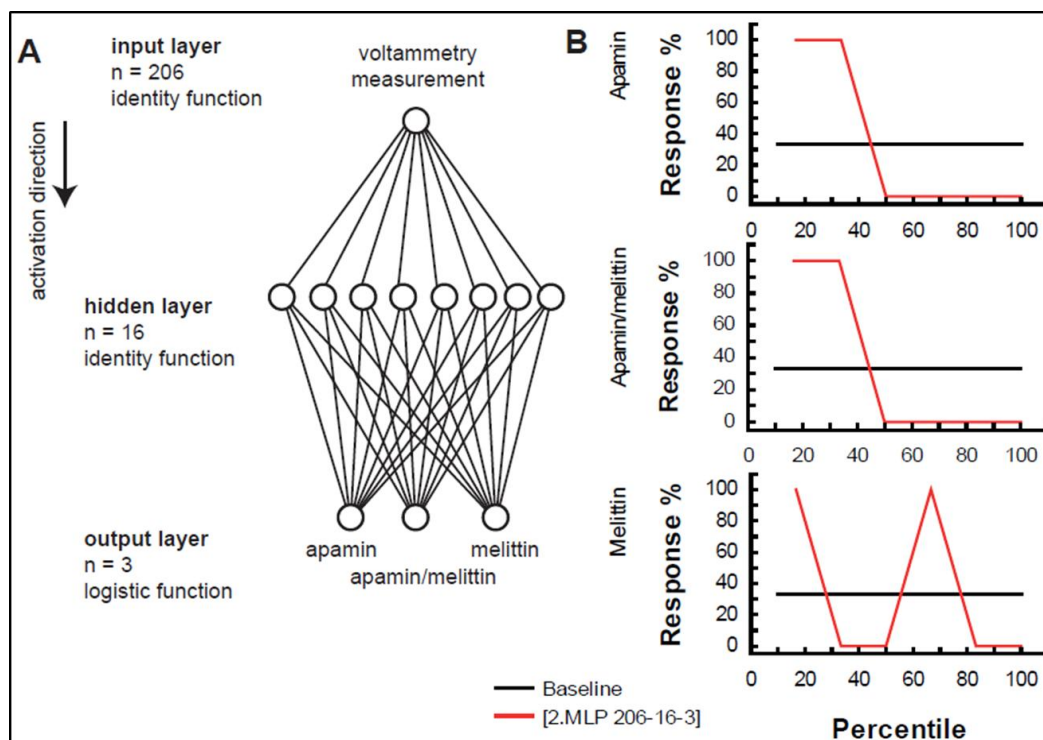 A
input layer
n = 206
identity function
voltammetry
measurement
activation direction
hidden layer
n = 16
identity function
output layer
n = 3
logistic function
apamin
melittin
apamin/melittin
B
Apamin
Response %
100
80
60
40
20
0
0 20 40 60 80 100
Apamin/melittin
Response %
100
80
60
40
20
0
0 20 40 60 80 100
Melittin
Response %
100
80
60
40
20
0
0 20 40 60 80 100
Baseline
[2.MLP 206-16-3]
Percentile